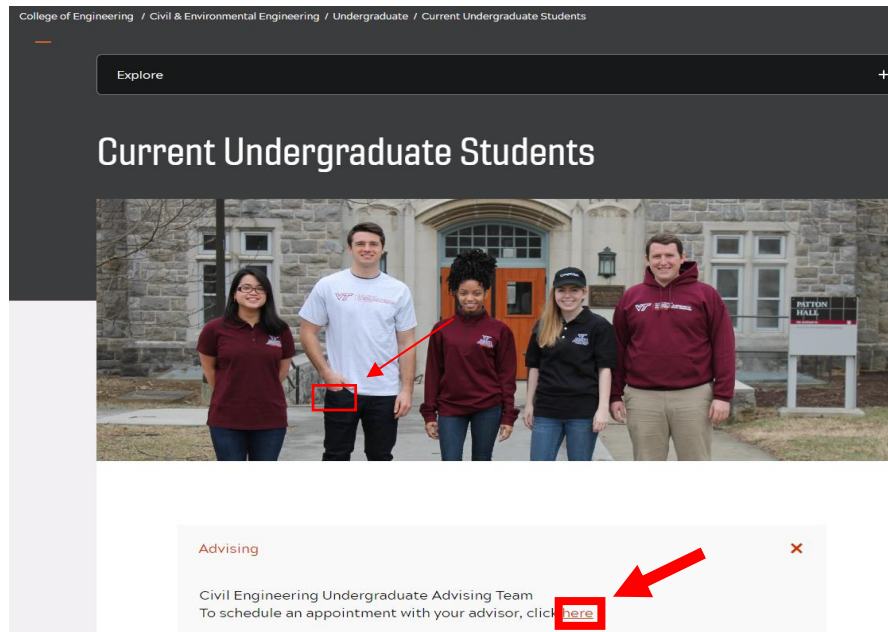 College of Engineering / Civil & Environmental Engineering / Undergraduate / Current Undergraduate Students
Explore +
Current Undergraduate Students
VT
PATTON
HALL
Advising
Civil Engineering Undergraduate Advising Team
To schedule an appointment with your advisor, click here